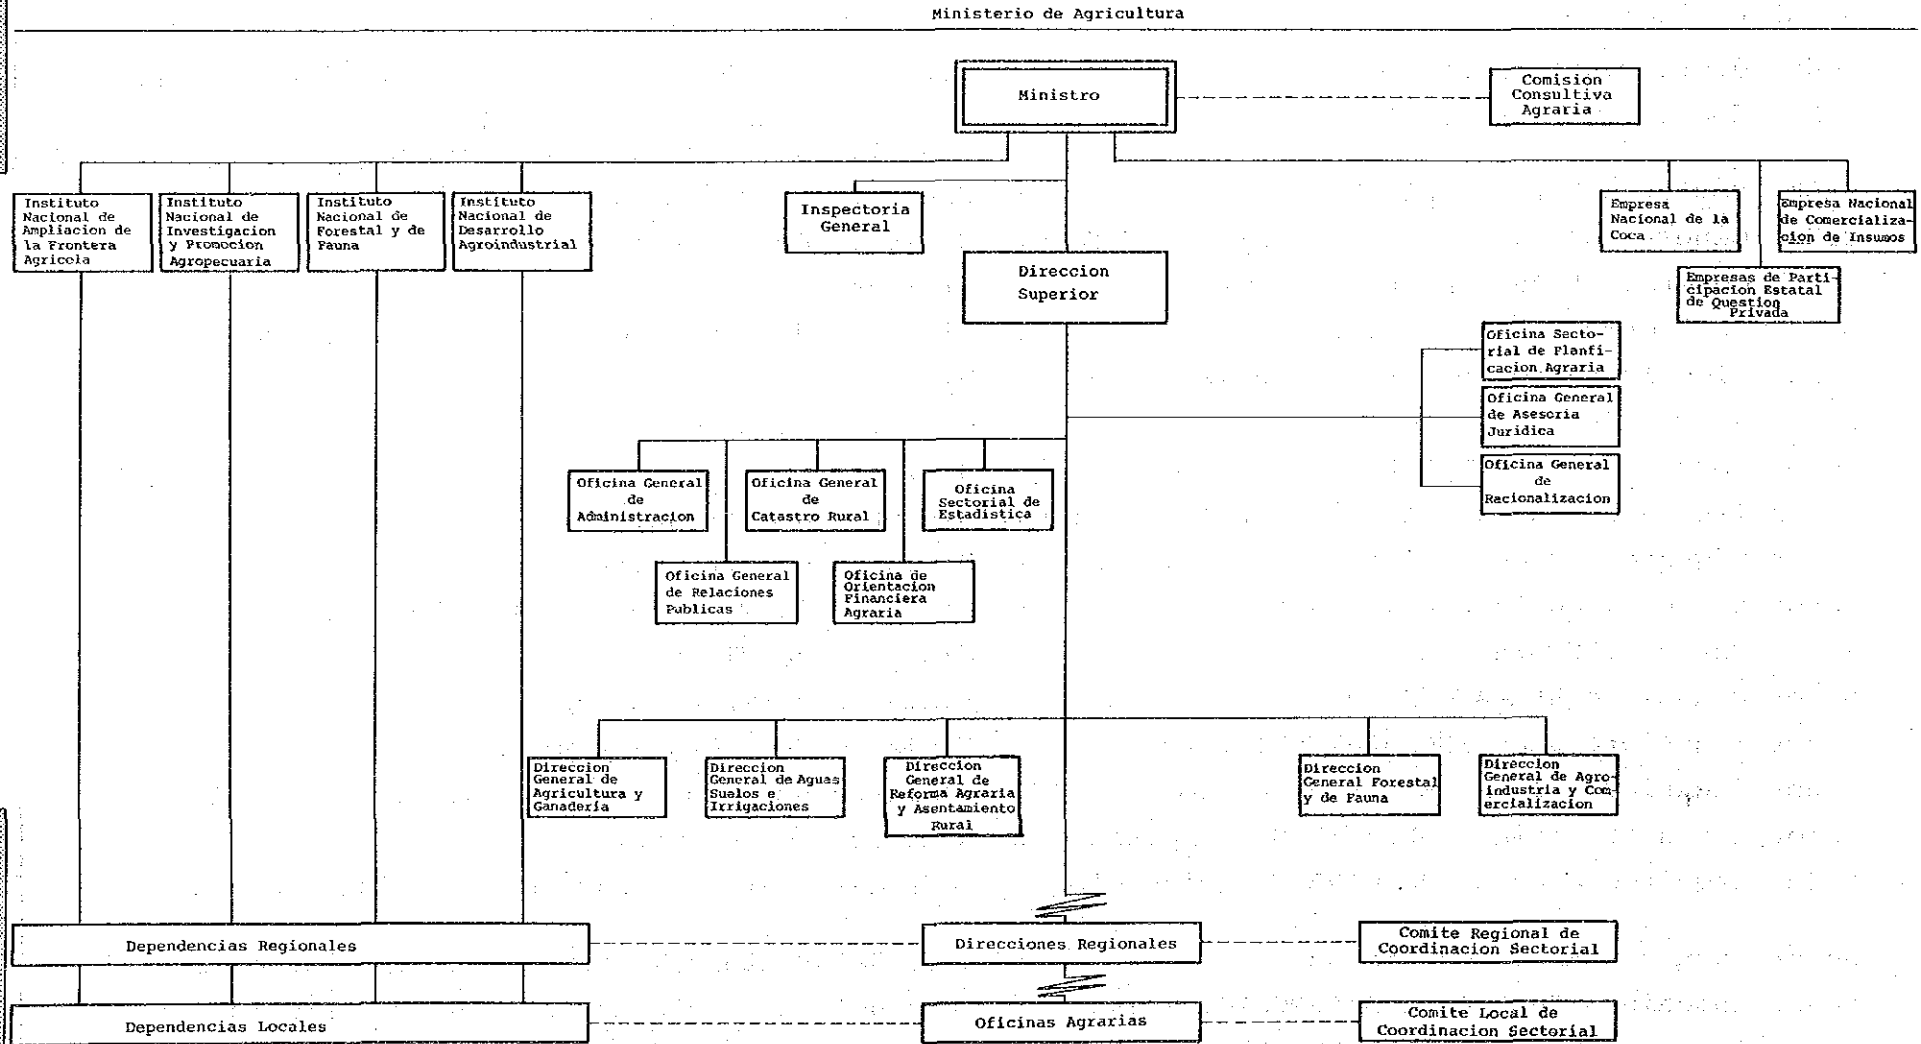 Ministerio de Agricultura
Ministro
Comisión
Consultiva
Agraria
Instituto
Nacional de
Ampliacion de
la Frontera
Agricola
Instituto
Nacional de
Investigacion
y Promocion
Agropecuaria
Instituto
Nacional de
Forestal y de
Fauna
Instituto
Nacional de
Desarrollo
Agroindustrial
Inspectoria
General
Empresa
Nacional de la
Coca
Empresa Nacional
de Comercializa-
cion de Insumos
Direccion
Superior
Empresas de Parti-
cipacion Estatal
de Question
Privada
Oficina Secto-
rial de Planfi-
cacion Agraria
Oficina General
de Asesoria
Juridica
Oficina General
de
Racionalizacion
Oficina General
de
Administracion
Oficina General
de
Catastro Rural
Oficina
Sectorial de
Estadistica
Oficina General
de Relaciones
Publicas
Oficina de
Orientacion
Financiera
Agraria
Direccion
General de
Agricultura y
Ganaderia
Direccion
General de Aguas
Suelos e
Irrigaciones
Direccion
General de
Reforma Agraria
y Asentamiento
Rural
Direccion
General Forestal
y de Fauna
Direccion
General de Agro-
industria y Com-
ercializacion
Dependencias Regionales
Direcciones Regionales
Comite Regional de
Coordinacion Sectorial
Dependencias Locales
Oficinas Agrarias
Comite Local de
Coordinacion Sectorial